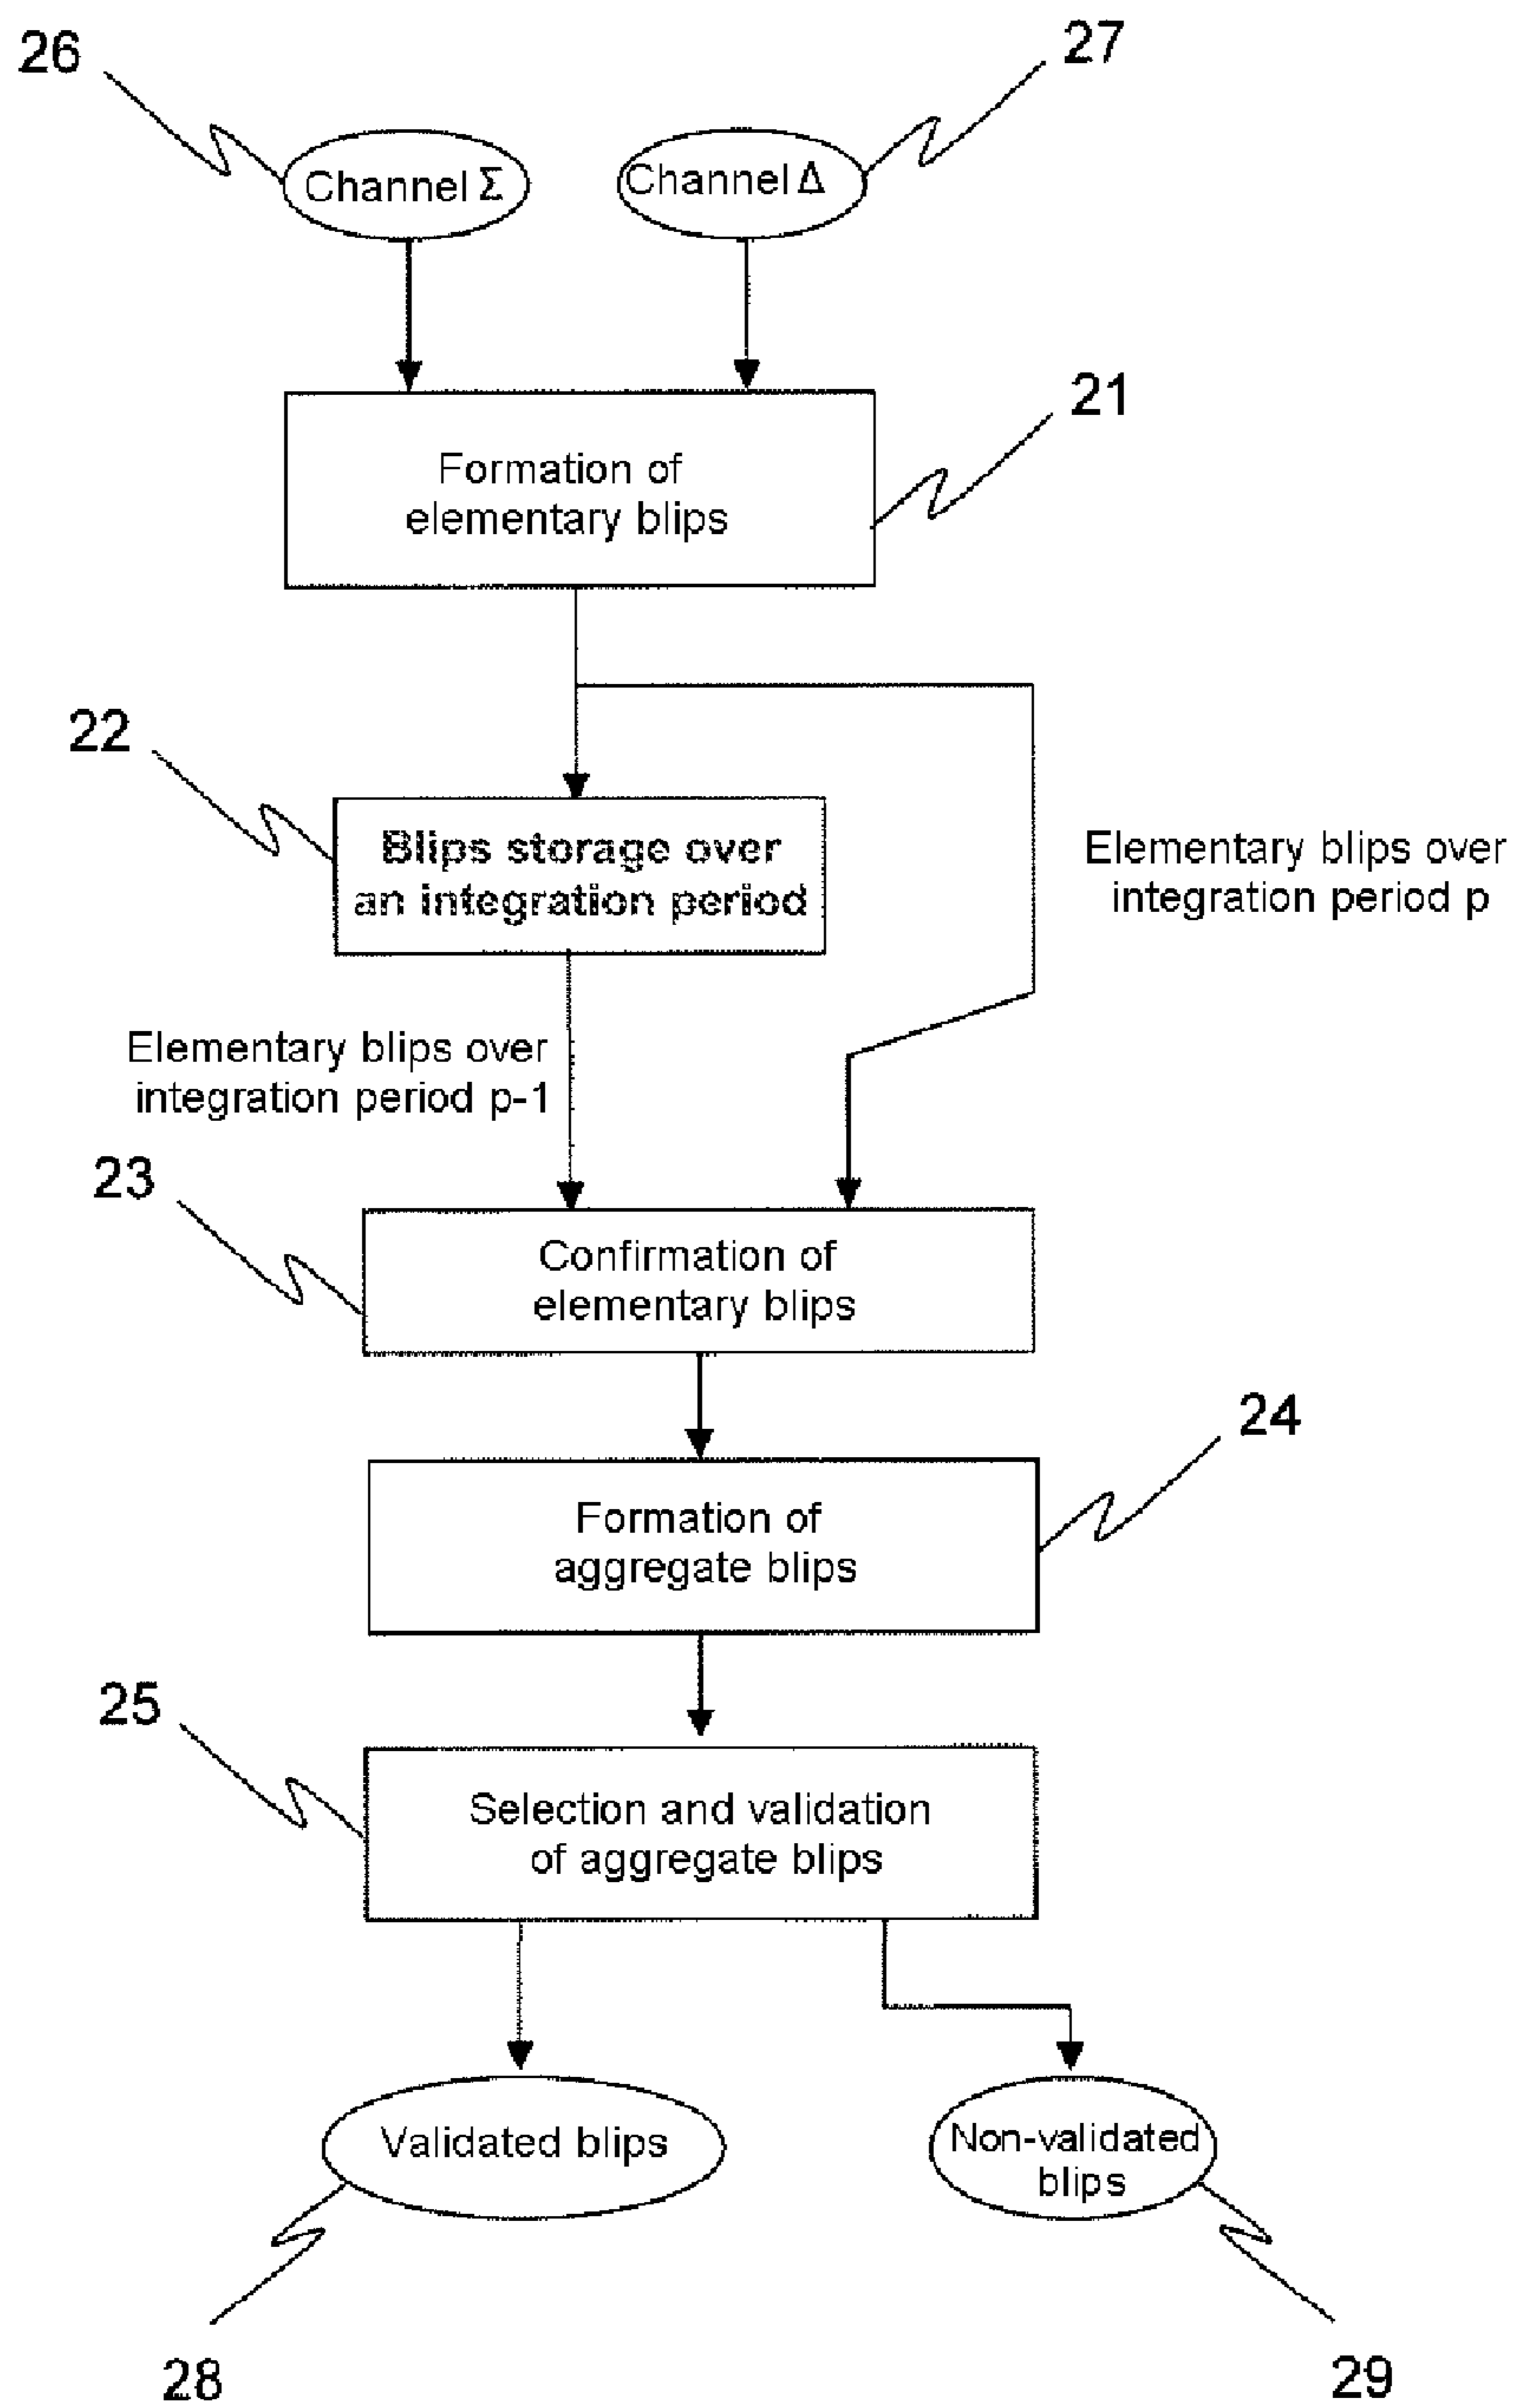 26
27
Channel Σ
Channel Δ
21
Formation of
elementary blips
22
Blips storage over
an integration period
Elementary blips over
integration period p
Elementary blips over
integration period p-1
23
Confirmation of
elementary blips
24
Formation of
aggregate blips
25
Selection and validation
of aggregate blips
Validated blips
Non-validated
blips
28
29